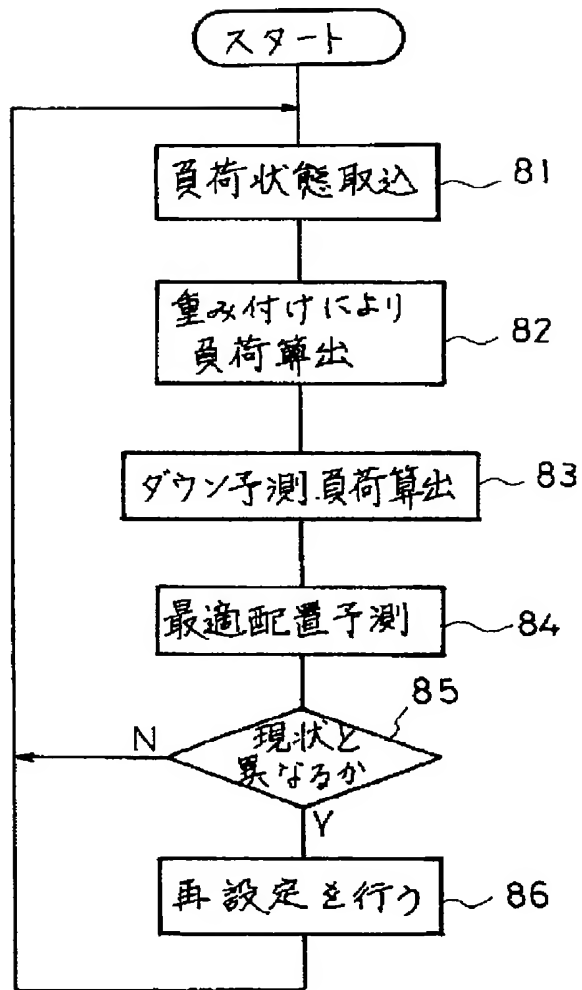 スタート
負荷状態取込
81
重み付けにより
負荷算出
82
ダウン予測負荷算出
83
最適配置予測
84
85
現状と
異なるか
N
Y
再設定を行う
86